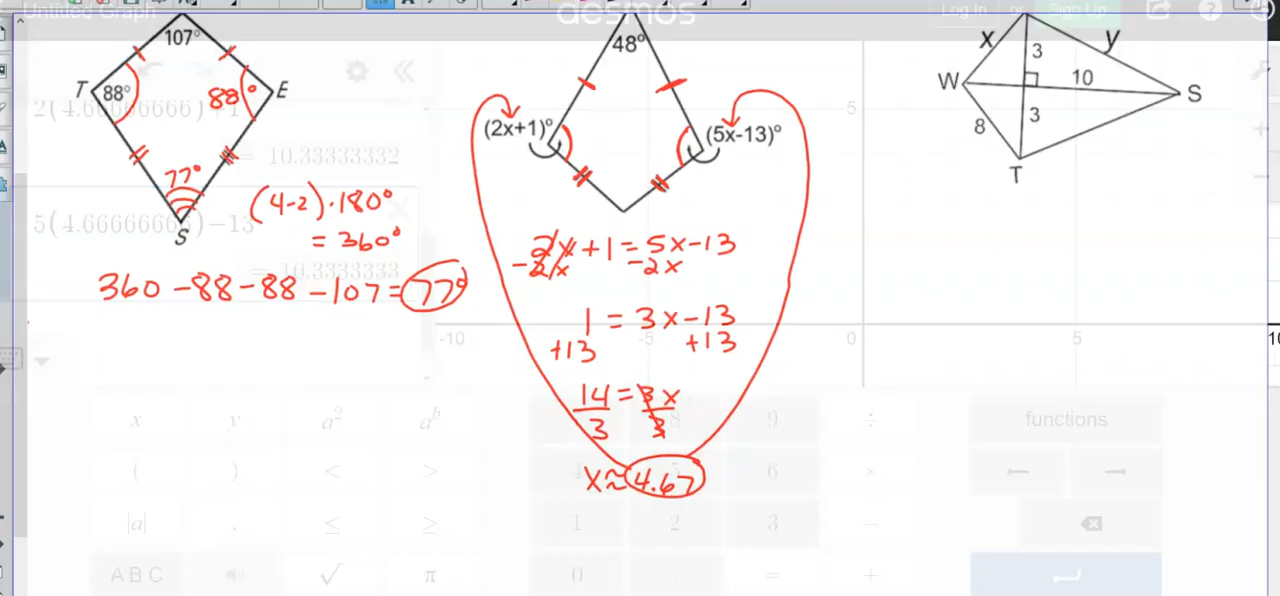 Untitled Graph
desmos
Log In or Sign Up
107°
T 88° 88° E
77°
S
(4-2)·180°
= 360°
360 -88-88-107=77°
2(4.66666666)+1
= 10.33333332
5(4.66666666)-13
= 10.3333333
48°
(2x+1)° (5x-13)°
2x+1=5x-13
-2x -2x
1 = 3x-13
+13 +13
14 = 3x
3 3
x≈4.67
x y
3
W 10 S
8 3
T
5
-10 -5 0 5 10
x y a² aᵇ 8 9 ÷ functions
( ) < > 4 5 6 × ← →
|a| , ≤ ≥ 1 2 3 −
A B C √ π 0 . = +